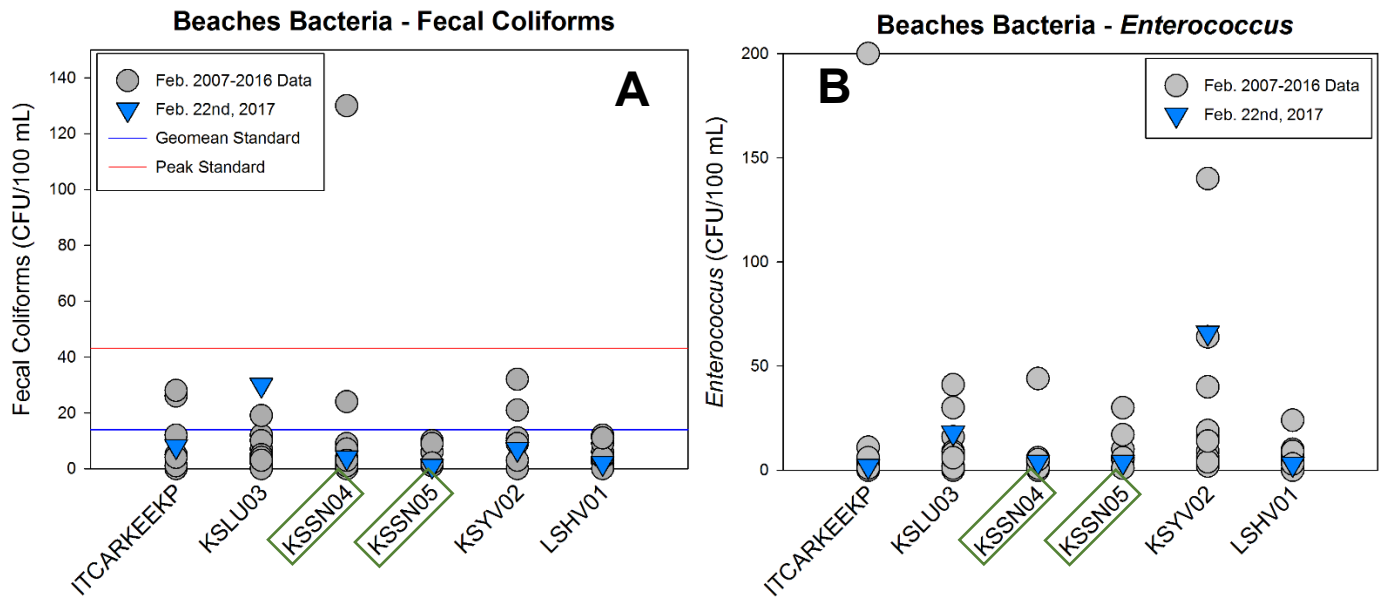 Beaches Bacteria - Fecal Coliforms
Fecal Coliforms (CFU/100 mL)
140
120
100
80
60
40
20
0
Feb. 2007-2016 Data
Feb. 22nd, 2017
Geomean Standard
Peak Standard
A
ITCARKEEKP
KSLU03
KSSN04
KSSN05
KSYV02
LSHV01
Beaches Bacteria - Enterococcus
Enterococcus (CFU/100 mL)
200
150
100
50
0
B
Feb. 2007-2016 Data
Feb. 22nd, 2017
ITCARKEEKP
KSLU03
KSSN04
KSSN05
KSYV02
LSHV01